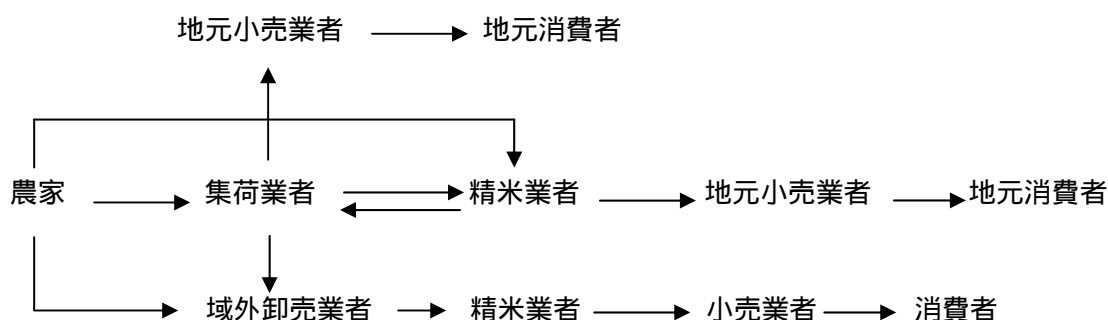 地元小売業者 地元消費者
農家 集荷業者 精米業者 地元小売業者 地元消費者
域外卸売業者 精米業者 小売業者 消費者